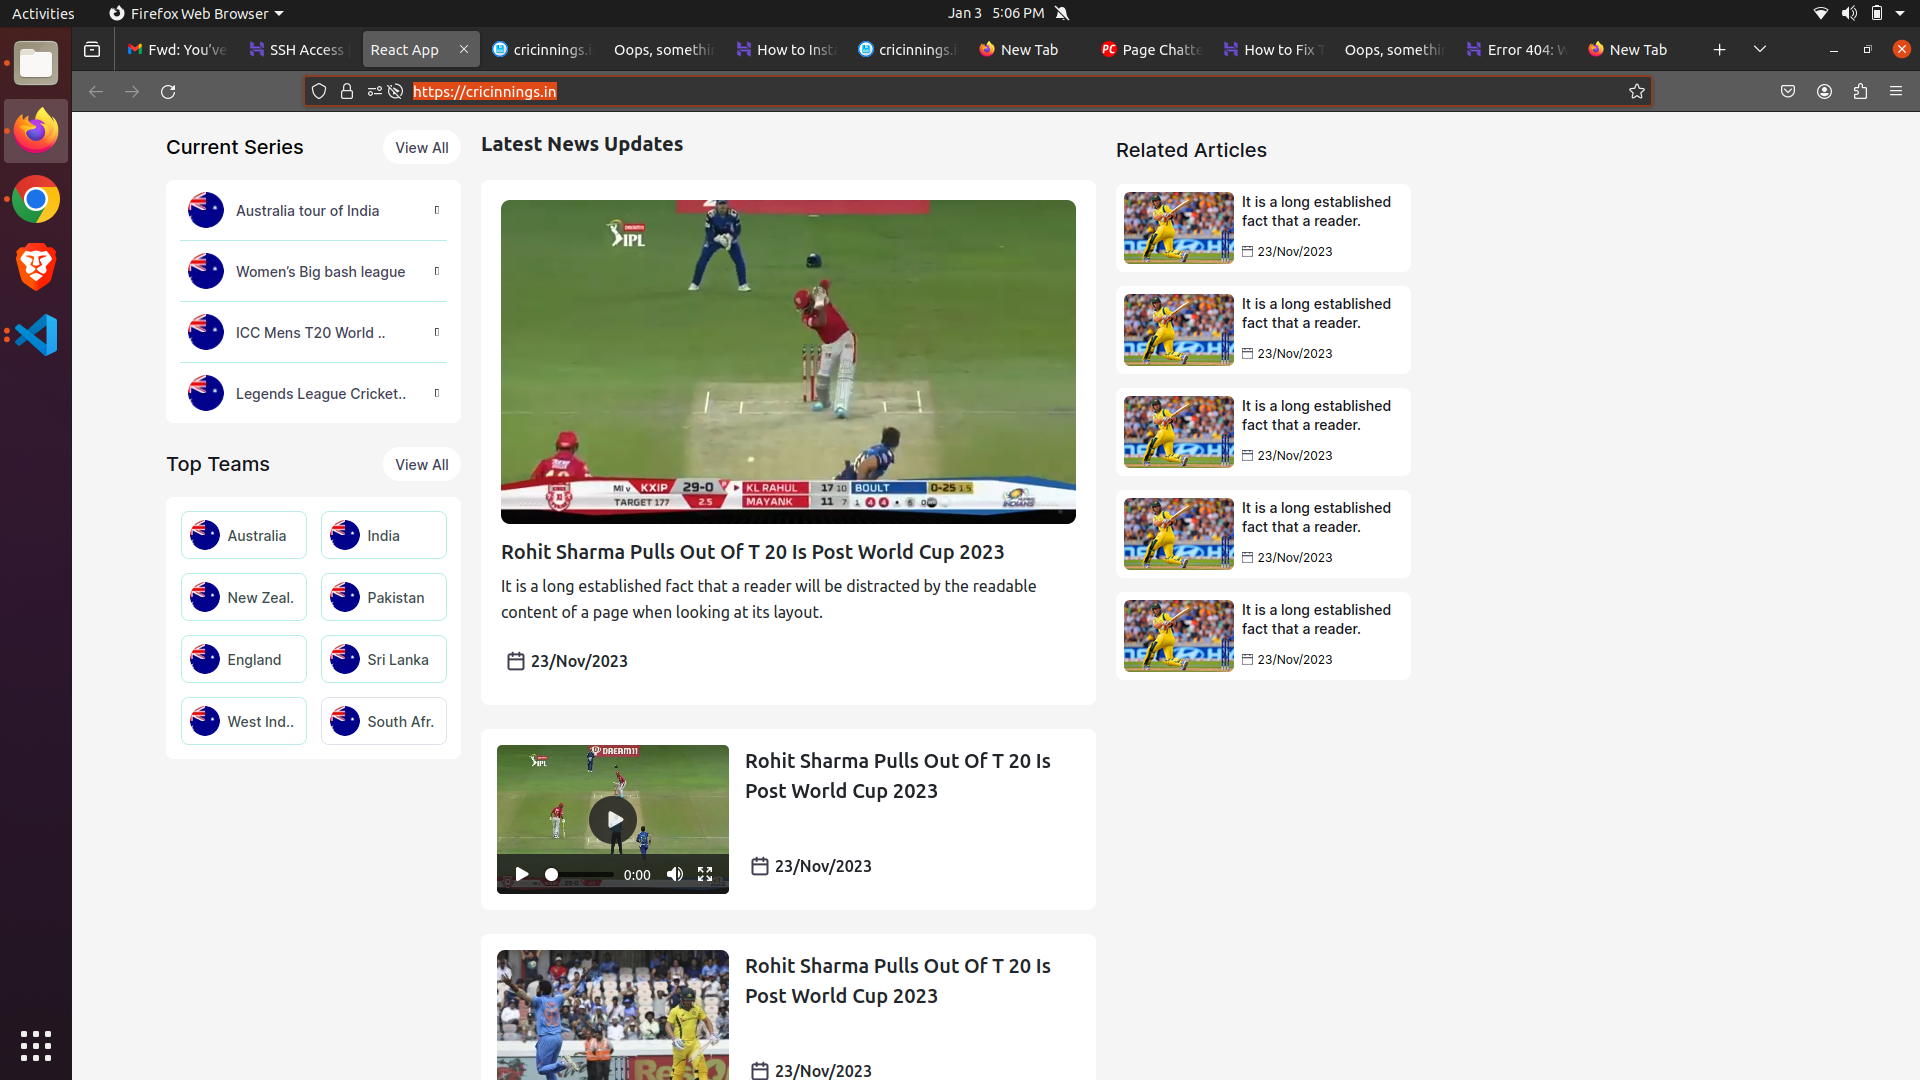 Activities
Firefox Web Browser
Jan 3 5:06 PM
Fwd: You've
SSH Access
React App
cricinnings.i
Oops, somethin
How to Insta
cricinnings.i
New Tab
PC
Page Chatte
How to Fix
Oops, somethin
Error 404:
New Tab
https://cricinnings.in
Current Series
View All
Australia tour of India
Women's Big bash league
ICC Mens T20 World ..
Legends League Cricket..
Top Teams
View All
Australia
India
New Zeal.
Pakistan
England
Sri Lanka
West Ind..
South Afr.
Latest News Updates
IPL
MI v KXIP 29-0 P KL RAHUL 17 10 BOULT 0-25 1.5
TARGET 177 2.5 MAYANK 11 7 1 4 4 • 6
INDIANS
Rohit Sharma Pulls Out Of T 20 Is Post World Cup 2023
It is a long established fact that a reader will be distracted by the readable
content of a page when looking at its layout.
23/Nov/2023
DREAM11
IPL
0:00
Rohit Sharma Pulls Out Of T 20 Is
Post World Cup 2023
23/Nov/2023
Rohit Sharma Pulls Out Of T 20 Is
Post World Cup 2023
23/Nov/2023
Related Articles
It is a long established
fact that a reader.
23/Nov/2023
It is a long established
fact that a reader.
23/Nov/2023
It is a long established
fact that a reader.
23/Nov/2023
It is a long established
fact that a reader.
23/Nov/2023
It is a long established
fact that a reader.
23/Nov/2023